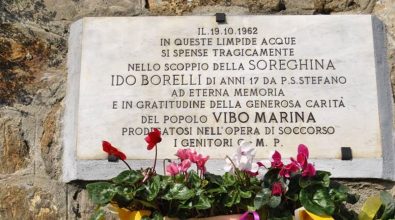 IL 19.10.1962
IN QUESTE LIMPIDE ACQUE
SI SPENSE TRAGICAMENTE
NELLO SCOPPIO DELLA SOREGHINA
IDO BORELLI DI ANNI 17 DA P.S. STEFANO
AD ETERNA MEMORIA
E IN GRATITUDINE DELLA GENEROSA CARITÀ
DEL POPOLO VIBO MARINA
PRODIGATOSI NELL'OPERA DI SOCCORSO
I GENITORI M. P.